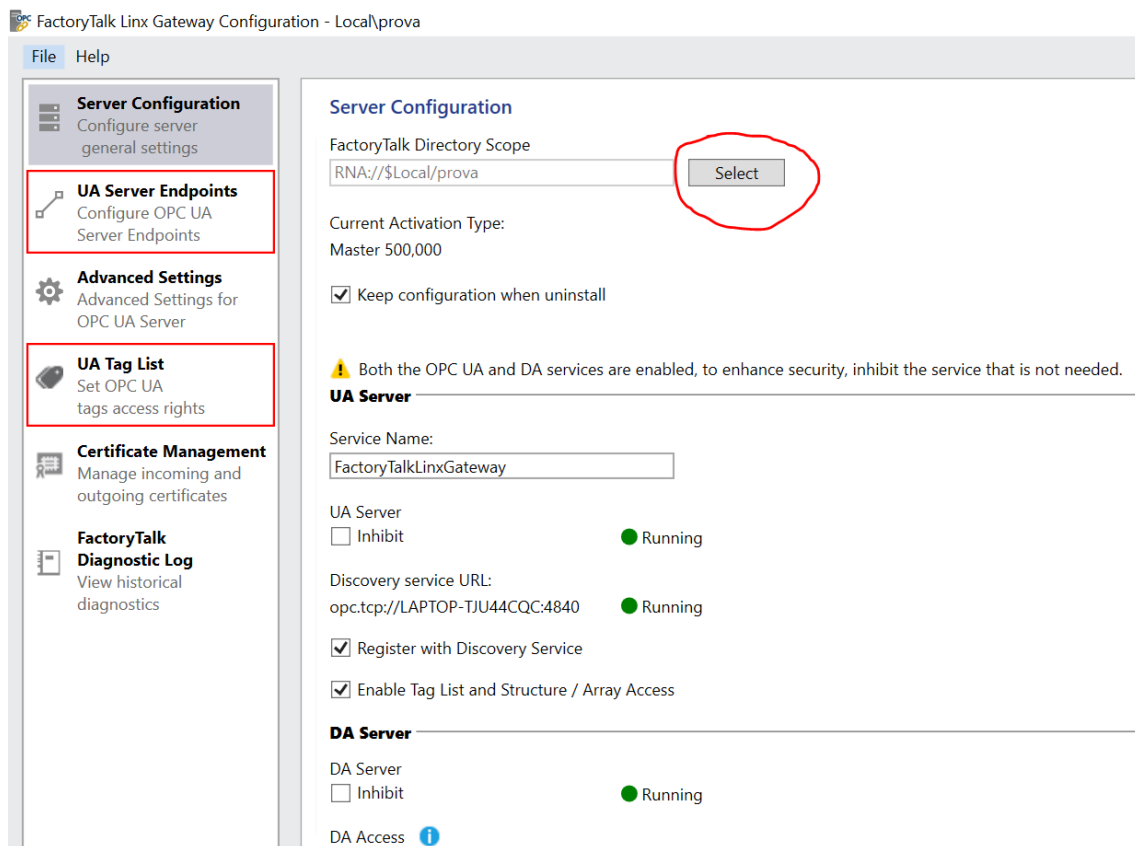 FactoryTalk Linx Gateway Configuration - Local\prova
File Help
Server Configuration
Configure server
general settings
UA Server Endpoints
Configure OPC UA
Server Endpoints
Advanced Settings
Advanced Settings for
OPC UA Server
UA Tag List
Set OPC UA
tags access rights
Certificate Management
Manage incoming and
outgoing certificates
FactoryTalk
Diagnostic Log
View historical
diagnostics
Server Configuration
FactoryTalk Directory Scope
RNA://$Local/prova Select
Current Activation Type:
Master 500,000
Keep configuration when uninstall
Both the OPC UA and DA services are enabled, to enhance security, inhibit the service that is not needed.
UA Server
Service Name:
FactoryTalkLinxGateway
UA Server
Inhibit Running
Discovery service URL:
opc.tcp://LAPTOP-TJU44CQC:4840 Running
Register with Discovery Service
Enable Tag List and Structure / Array Access
DA Server
DA Server
Inhibit Running
DA Access